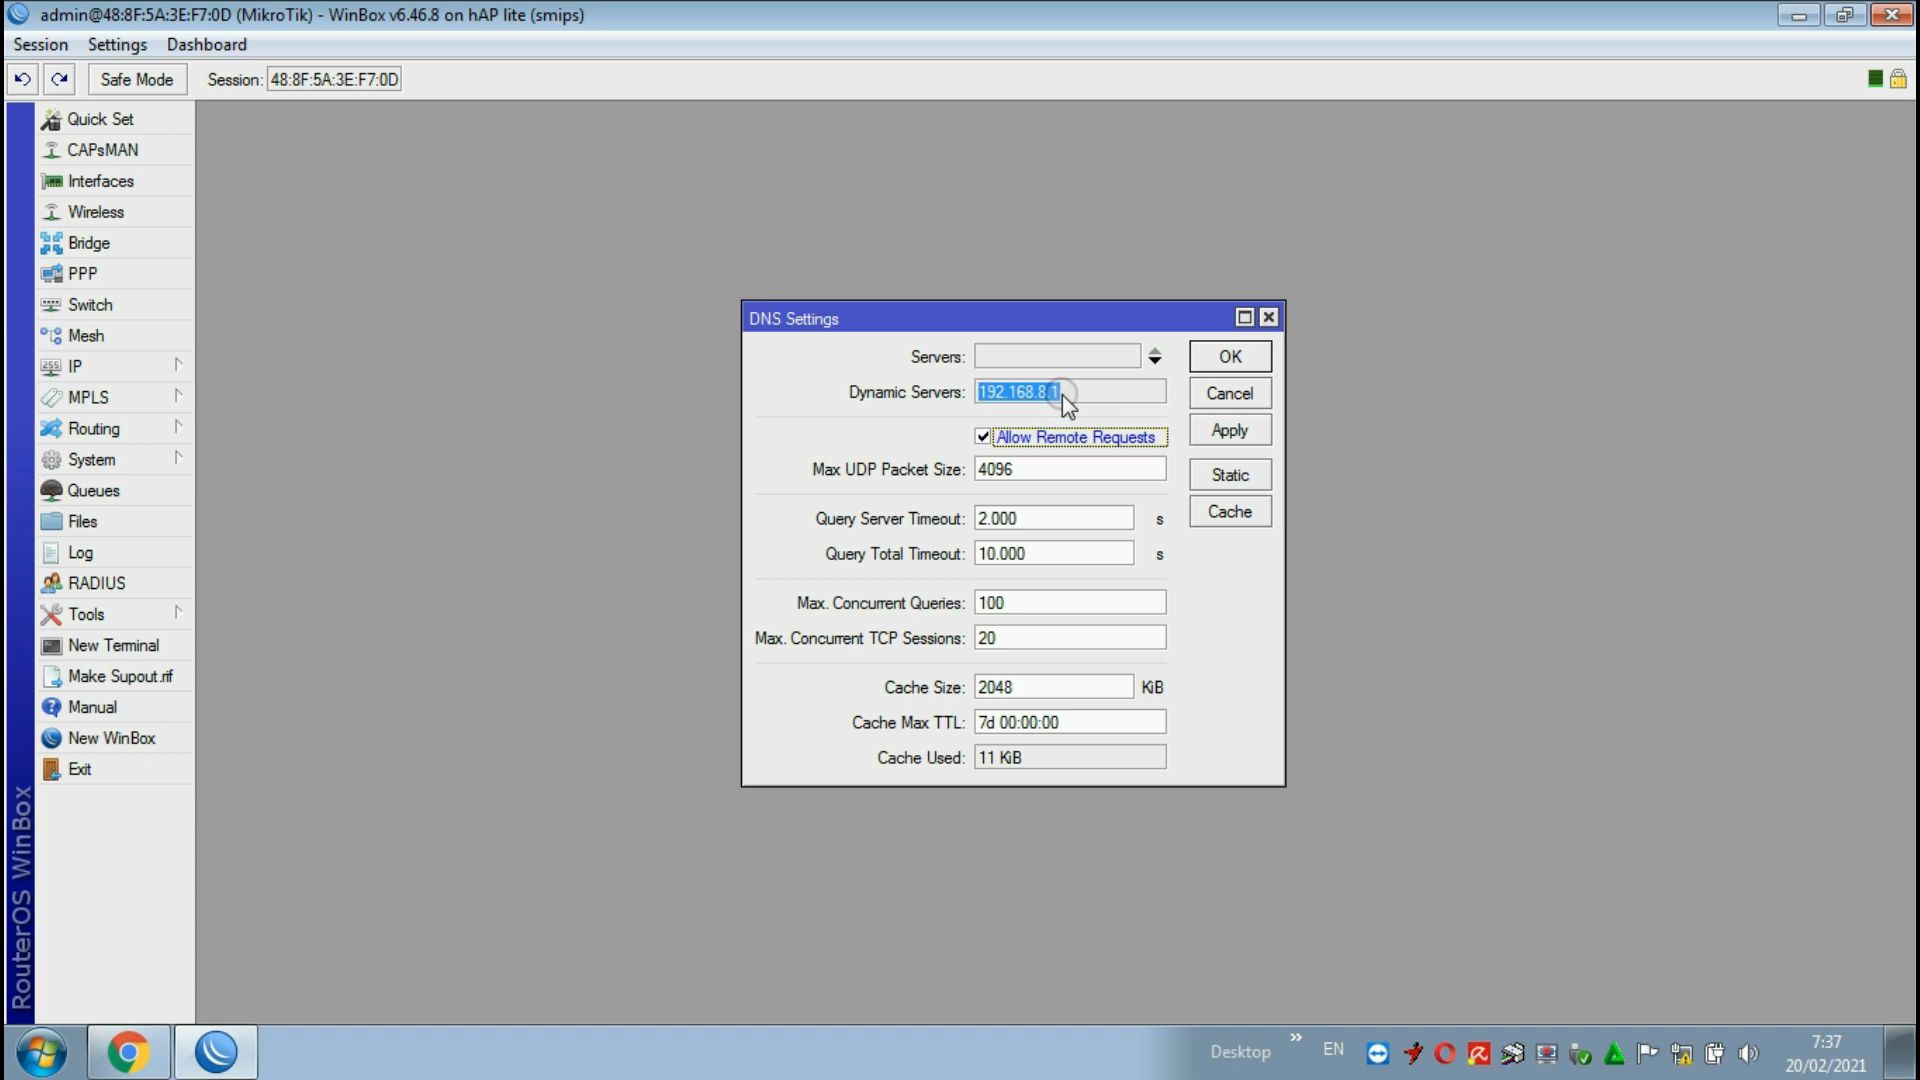 admin@48:8F:5A:3E:F7:0D (MikroTik) - WinBox v6.46.8 on hAP lite (smips)
Session Settings Dashboard
Safe Mode Session: 48:8F:5A:3E:F7:0D
Quick Set
CAPsMAN
Interfaces
Wireless
Bridge
PPP
Switch
Mesh
IP
MPLS
Routing
System
Queues
Files
Log
RADIUS
Tools
New Terminal
Make Supout.rif
Manual
New WinBox
Exit
RouterOS WinBox
DNS Settings
Servers:
Dynamic Servers: 192.168.8.1
Allow Remote Requests
Max UDP Packet Size: 4096
Query Server Timeout: 2.000 s
Query Total Timeout: 10.000 s
Max. Concurrent Queries: 100
Max. Concurrent TCP Sessions: 20
Cache Size: 2048 KiB
Cache Max TTL: 7d 00:00:00
Cache Used: 11 KiB
OK
Cancel
Apply
Static
Cache
Desktop EN
7:37
20/02/2021